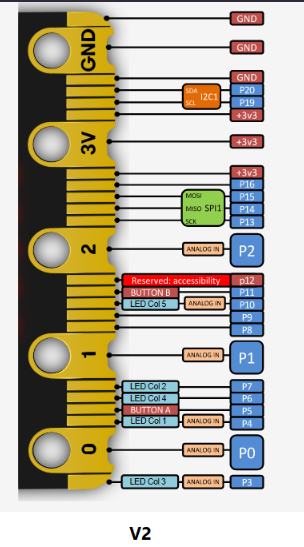 GND
GND
GND
GND
SDA I2C1 P20
SCL P19
+3v3
3V +3v3
+3v3
P16
MOSI P15
MISO SPI1 P14
SCK P13
2 ANALOG IN P2
Reserved: accessibility p12
BUTTON B P11
LED Col 5 ANALOG IN P10
P9
P8
1 ANALOG IN P1
LED Col 2 P7
LED Col 4 P6
BUTTON A P5
LED Col 1 ANALOG IN P4
0 ANALOG IN P0
LED Col 3 ANALOG IN P3
V2